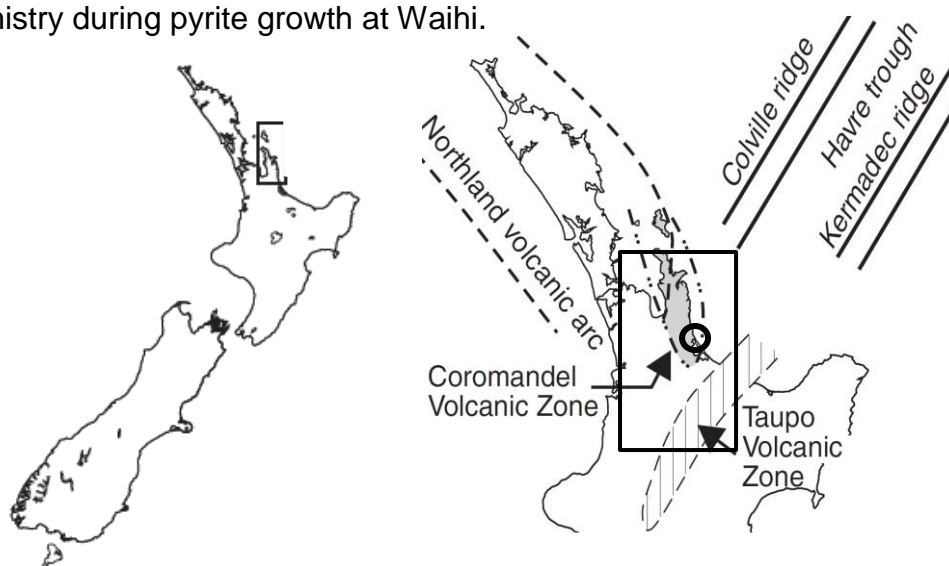 nistry during pyrite growth at Waihi.
Northland volcanic arc
Colville ridge
Havre trough
Kermadec ridge
Coromandel
Volcanic Zone
Taupo
Volcanic
Zone